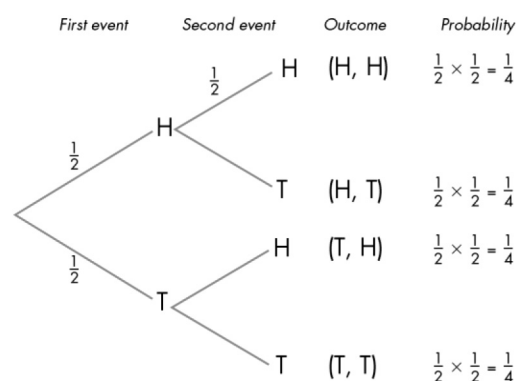 First event Second event Outcome Probability
1/2 H (H, H) 1/2 × 1/2 = 1/4
H
1/2
T (H, T) 1/2 × 1/2 = 1/4
H (T, H) 1/2 × 1/2 = 1/4
1/2
T
T (T, T) 1/2 × 1/2 = 1/4